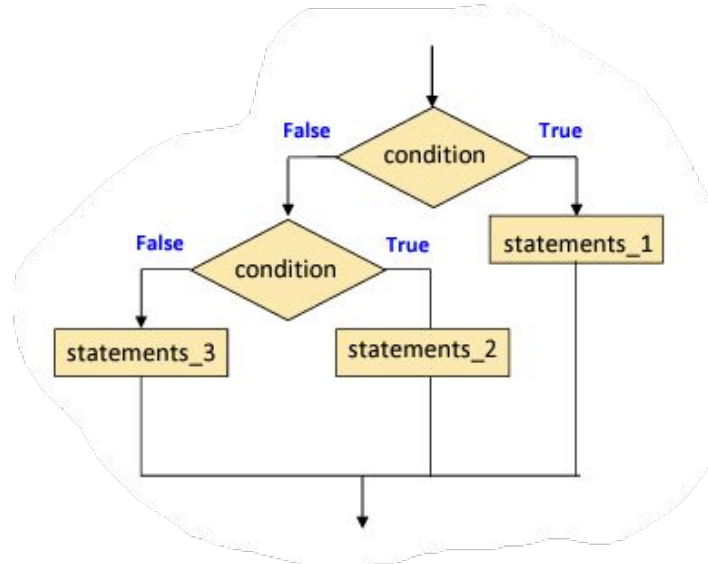 False
True
condition
False
True
statements_1
condition
statements_3
statements_2